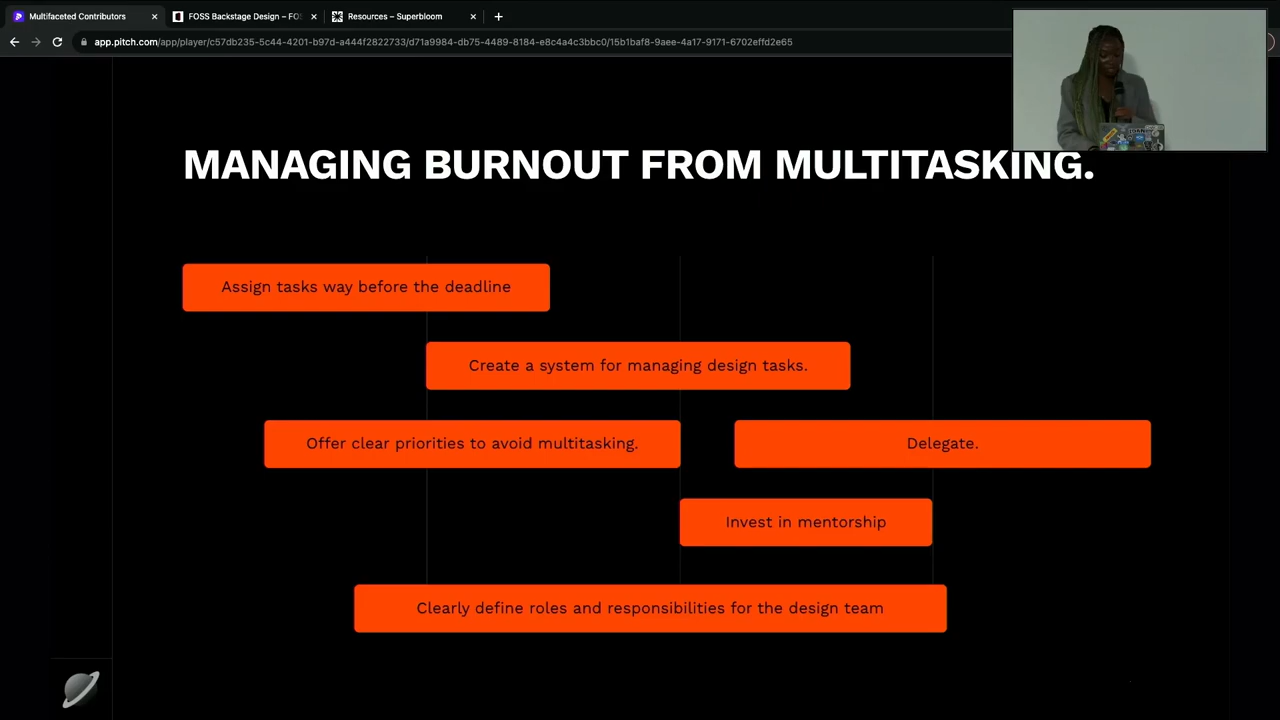 Multifaceted Contributors
FOSS Backstage Design – FOS
Resources – Superbloom
app.pitch.com/app/player/c57db235-5c44-4201-b97d-a444f2822733/d71a9984-db75-4489-8184-e8c4a4c3bbc0/15b1baf8-9aee-4a17-9171-6702effd2e65
MANAGING BURNOUT FROM MULTITASKING.
Assign tasks way before the deadline
Create a system for managing design tasks.
Offer clear priorities to avoid multitasking.
Delegate.
Invest in mentorship
Clearly define roles and responsibilities for the design team